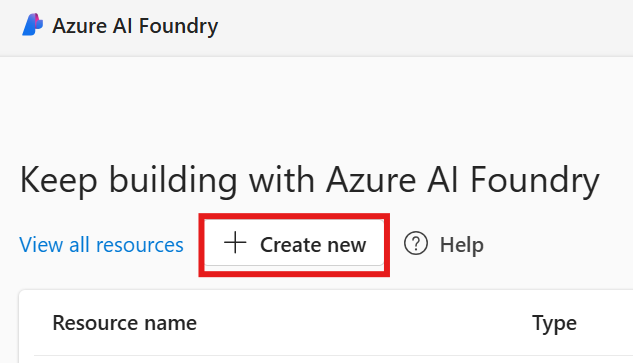 Azure AI Foundry
Keep building with Azure AI Foundry
View all resources + Create new ? Help
Resource name Type